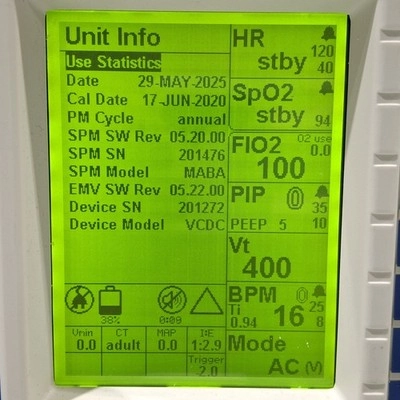 Unit Info
Use Statistics
Date 29-MAY-2025
Cal Date 17-JUN-2020
PM Cycle annual
SPM SW Rev 05.20.00
SPM SN 201476
SPM Model MABA
EMV SW Rev 05.22.00
Device SN 201272
Device Model VCDC
38% 0:00
Vmin CT MAP I:E
0.0 adult 0.0 1:2.9
Trigger
2.0
HR 120
stby 40
SpO2
stby 94
FIO2 O2 use
100 0.0
PIP 0 35
PEEP 5 10
Vt
400
BPM 0 25
Ti 16 8
0.94
Mode
AC (V)